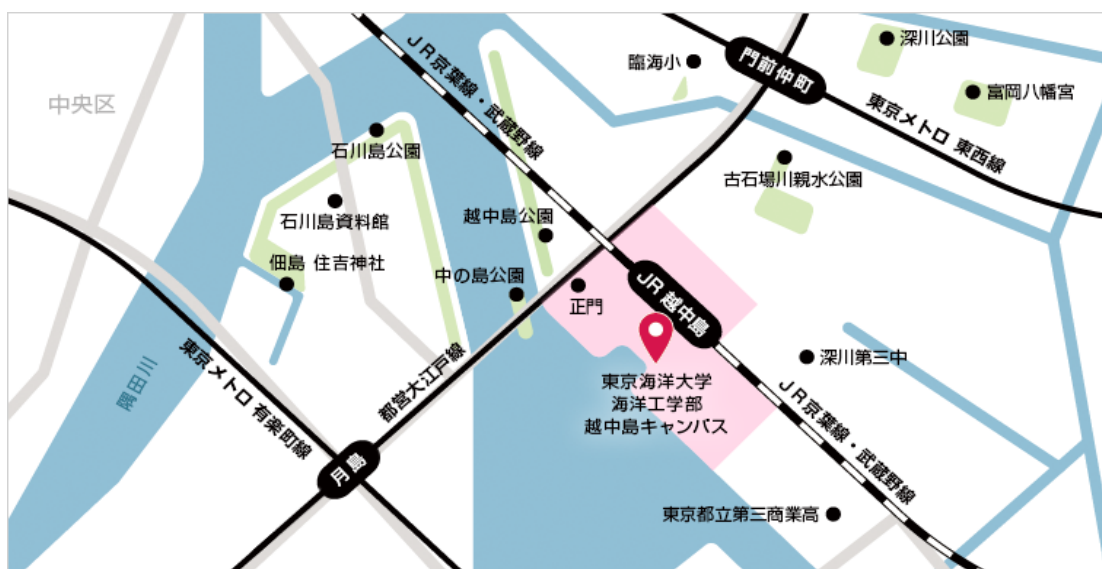 中央区
石川島公園
石川島資料館
佃島 住吉神社
隅田川
東京メトロ 有楽町線
月島
都営大江戸線
JR京葉線・武蔵野線
越中島公園
中の島公園
正門
臨海小
門前仲町
深川公園
富岡八幡宮
東京メトロ 東西線
古石場川親水公園
JR 越中島
東京海洋大学
海洋工学部
越中島キャンパス
深川第三中
JR京葉線・武蔵野線
東京都立第三商業高